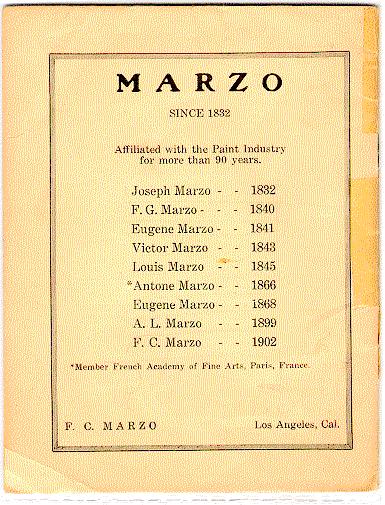 MARZO
SINCE 1832
Affiliated with the Paint Industry
for more than 90 years.
Joseph Marzo - - 1832
F. G. Marzo - - - 1840
Eugene Marzo - - 1841
Victor Marzo - - 1843
Louis Marzo - - 1845
*Antone Marzo - - 1866
Eugene Marzo - - 1868
A. L. Marzo - - 1899
F. C. Marzo - - 1902
*Member French Academy of Fine Arts, Paris, France.
F. C. MARZO Los Angeles, Cal.